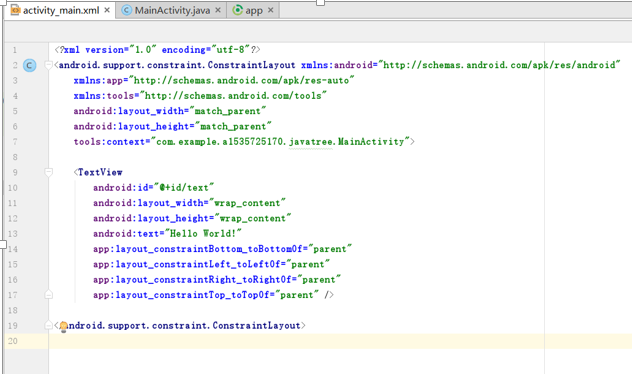 activity_main.xml × MainActivity.java × app ×
1 <?xml version="1.0" encoding="utf-8"?>
2 <android.support.constraint.ConstraintLayout xmlns:android="http://schemas.android.com/apk/res/android"
3 xmlns:app="http://schemas.android.com/apk/res-auto"
4 xmlns:tools="http://schemas.android.com/tools"
5 android:layout_width="match_parent"
6 android:layout_height="match_parent"
7 tools:context="com.example.a1535725170.javatree.MainActivity">
8
9 <TextView
10 android:id="@+id/text"
11 android:layout_width="wrap_content"
12 android:layout_height="wrap_content"
13 android:text="Hello World!"
14 app:layout_constraintBottom_toBottomOf="parent"
15 app:layout_constraintLeft_toLeftOf="parent"
16 app:layout_constraintRight_toRightOf="parent"
17 app:layout_constraintTop_toTopOf="parent" />
18
19 </android.support.constraint.ConstraintLayout>
20